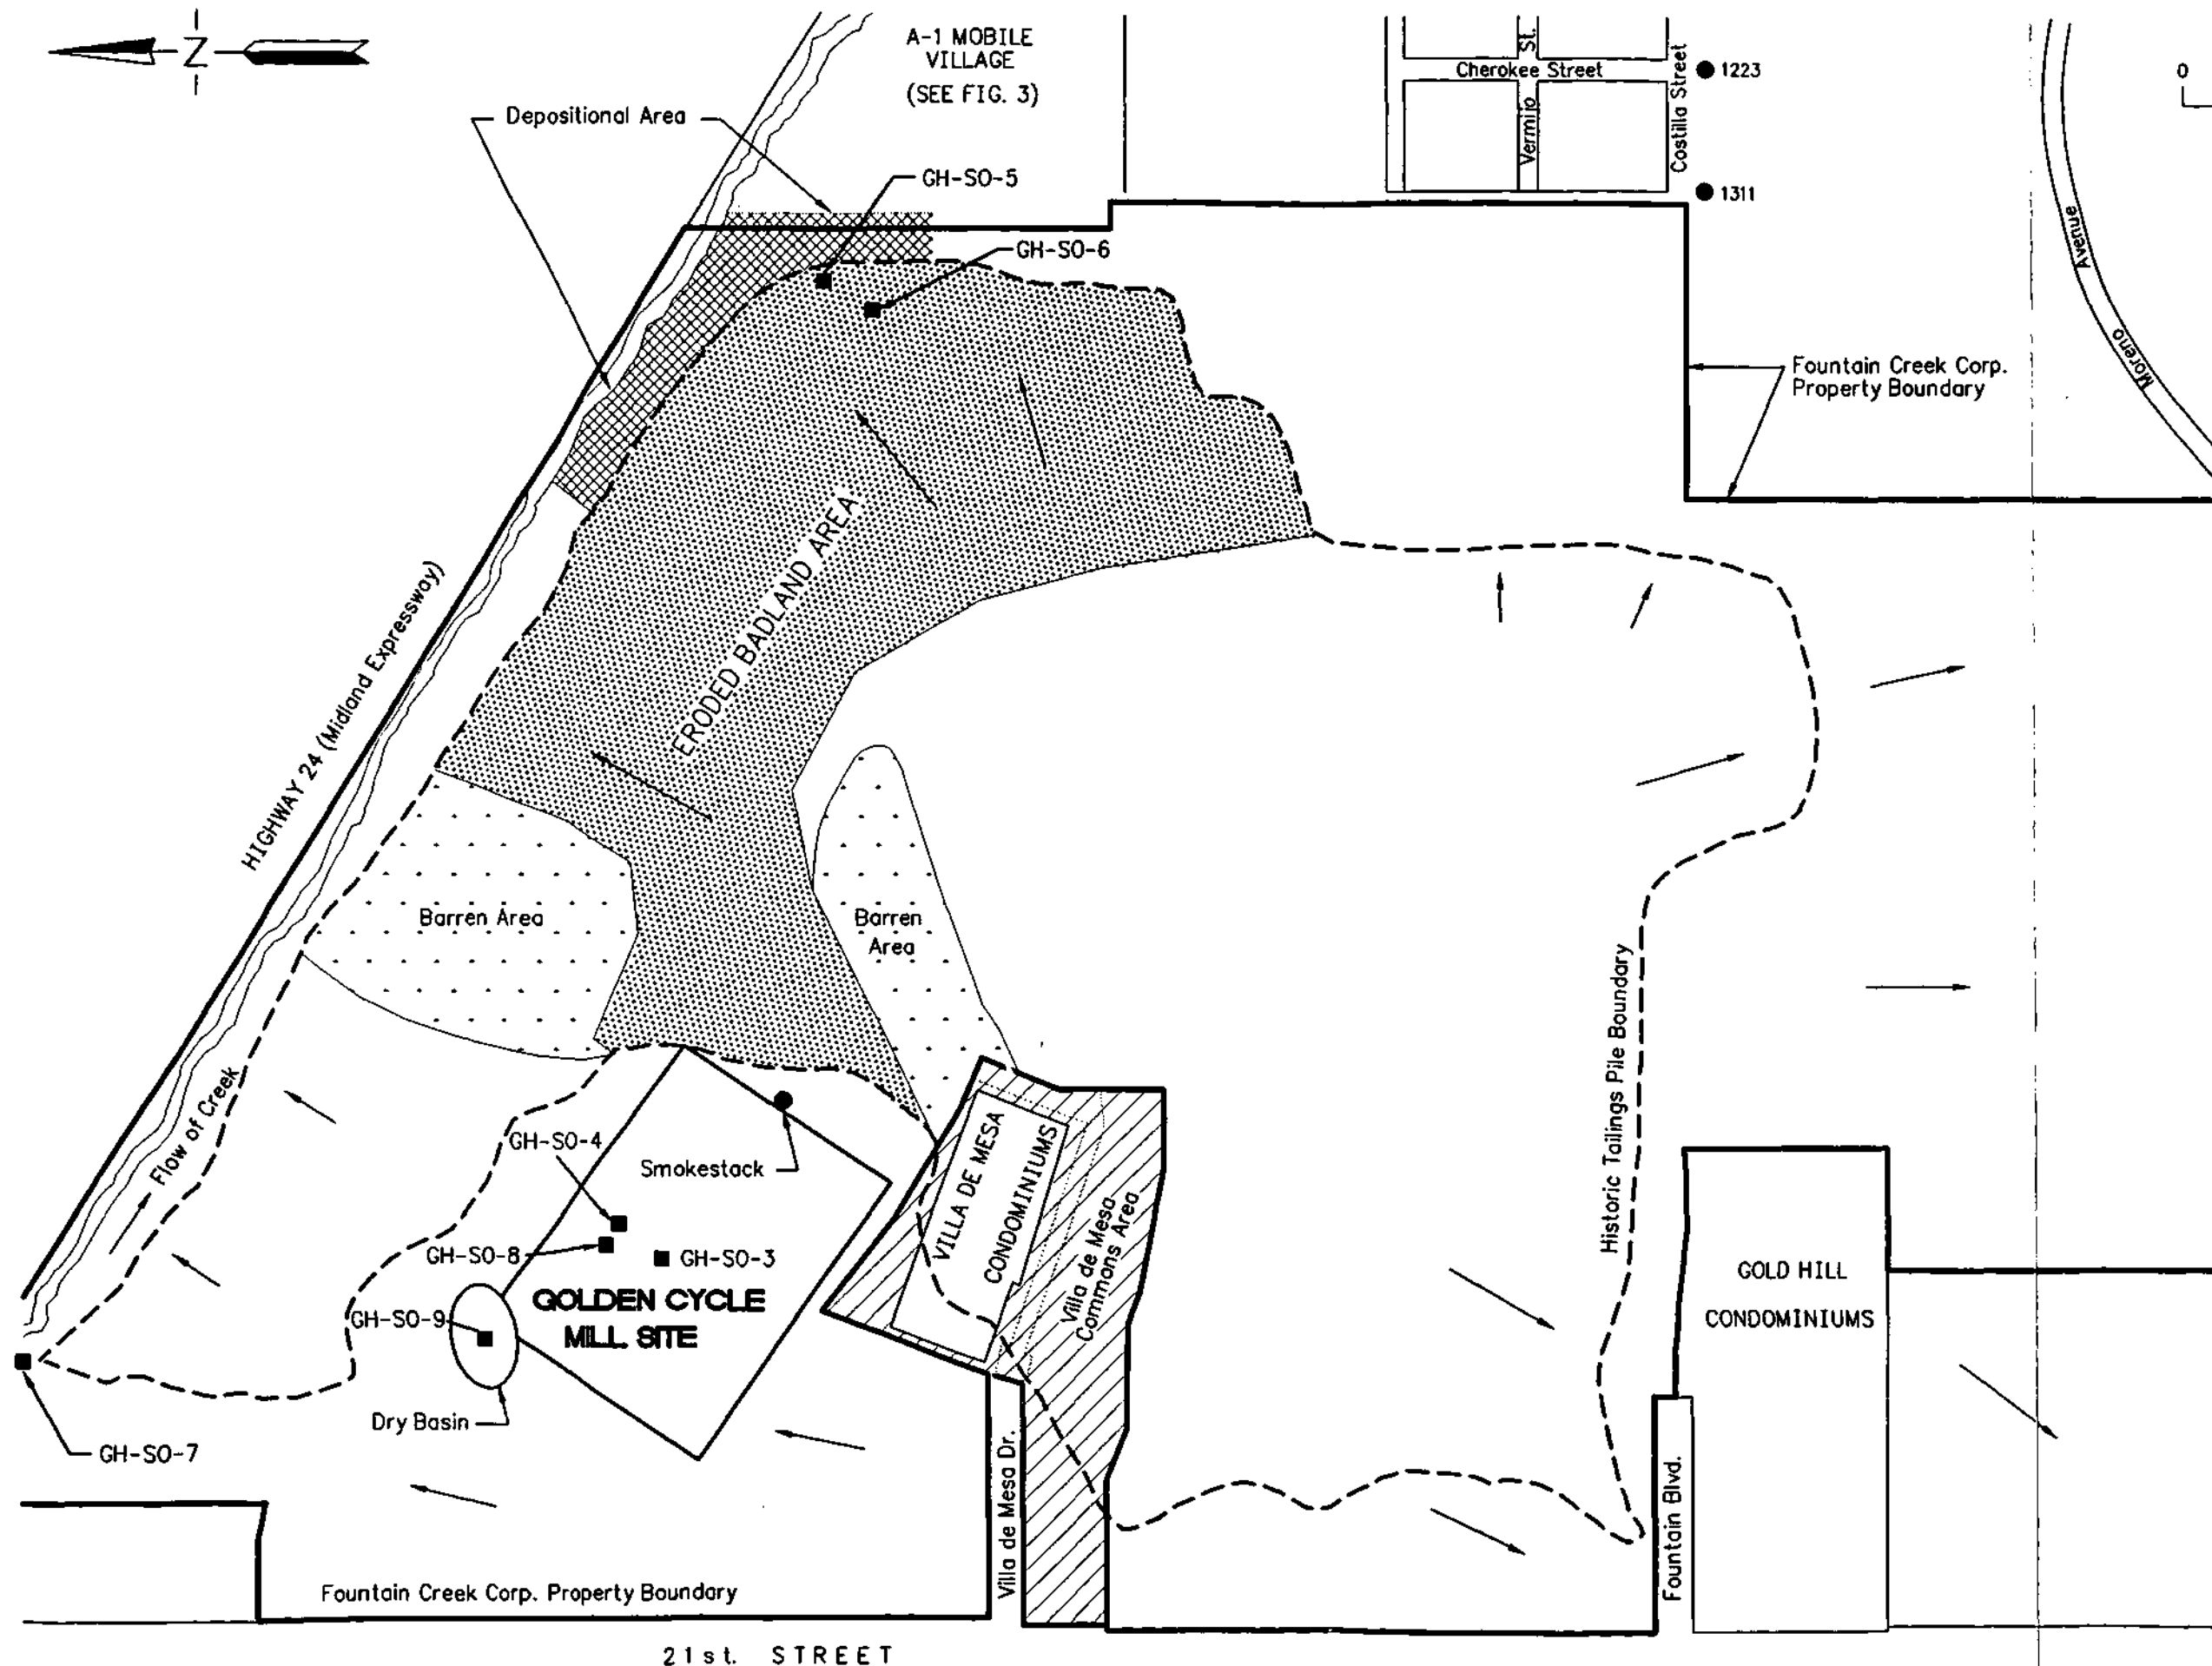 Z
A-1 MOBILE
VILLAGE
(SEE FIG. 3)
St.
Cherokee Street
Costilla Street
1223
0
Depositional Area
Vermijo
GH-SO-5
1311
GH-SO-6
Avenue
Moreno
Fountain Creek Corp.
Property Boundary
HIGHWAY 24 (Midland Expressway)
ERODED BADLAND AREA
Barren Area
Barren
Area
Historic Tailings Pile Boundary
Flow of Creek
GH-SO-4
Smokestack
VILLA DE MESA
CONDOMINIUMS
Villa de Mesa
Commons Area
GH-SO-8
GH-SO-3
GOLDEN CYCLE
MILL SITE
GH-SO-9
GOLD HILL
CONDOMINIUMS
Dry Basin
GH-SO-7
Villa de Mesa Dr.
Fountain Blvd.
Fountain Creek Corp. Property Boundary
21st. STREET